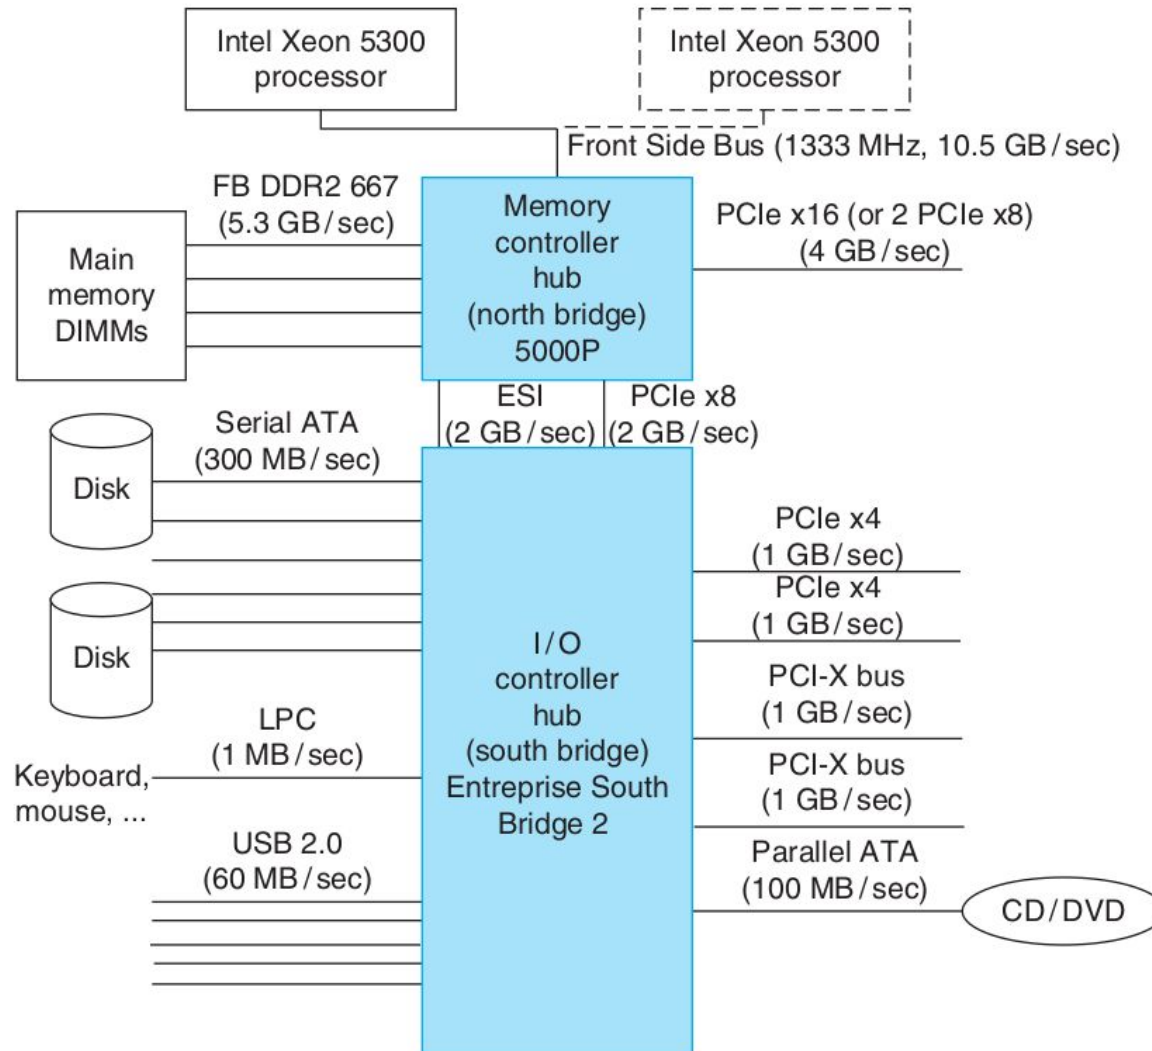 Intel Xeon 5300
processor
Intel Xeon 5300
processor
Front Side Bus (1333 MHz, 10.5 GB/sec)
FB DDR2 667
(5.3 GB/sec)
Main
memory
DIMMs
Memory
controller
hub
(north bridge)
5000P
PCIe x16 (or 2 PCIe x8)
(4 GB/sec)
ESI
(2 GB/sec)
PCIe x8
(2 GB/sec)
Serial ATA
(300 MB/sec)
Disk
Disk
LPC
(1 MB/sec)
Keyboard,
mouse, ...
USB 2.0
(60 MB/sec)
I/O
controller
hub
(south bridge)
Entreprise South
Bridge 2
PCIe x4
(1 GB/sec)
PCIe x4
(1 GB/sec)
PCI-X bus
(1 GB/sec)
PCI-X bus
(1 GB/sec)
Parallel ATA
(100 MB/sec)
CD/DVD